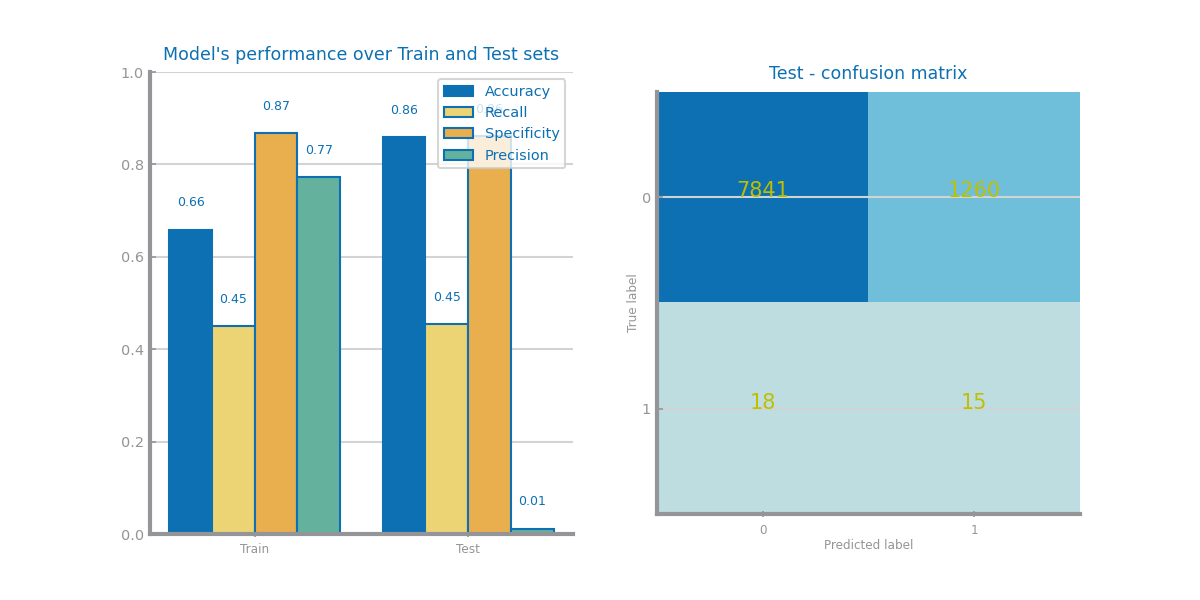 Model's performance over Train and Test sets
1.0
0.8
0.6
0.4
0.2
0.0
0.66
0.45
0.87
0.77
0.86
0.45
0.86
0.01
Accuracy
Recall
Specificity
Precision
Train
Test
Test - confusion matrix
True label
0
1
7841
1260
18
15
0
1
Predicted label